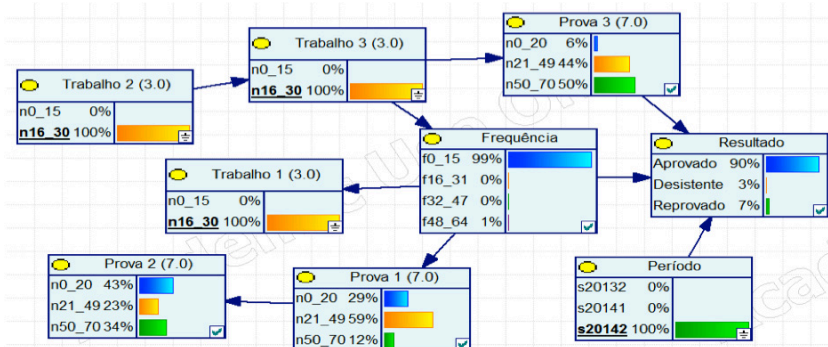 Prova 3 (7.0)
n0_20 6%
n21_49 44%
n50_70 50%
Trabalho 3 (3.0)
n0_15 0%
n16_30 100%
Trabalho 2 (3.0)
n0_15 0%
n16_30 100%
Frequência
f0_15 99%
f16_31 0%
f32_47 0%
f48_64 1%
Resultado
Aprovado 90%
Desistente 3%
Reprovado 7%
Trabalho 1 (3.0)
n0_15 0%
n16_30 100%
Prova 2 (7.0)
n0_20 43%
n21_49 23%
n50_70 34%
Prova 1 (7.0)
n0_20 29%
n21_49 59%
n50_70 12%
Período
s20132 0%
s20141 0%
s20142 100%